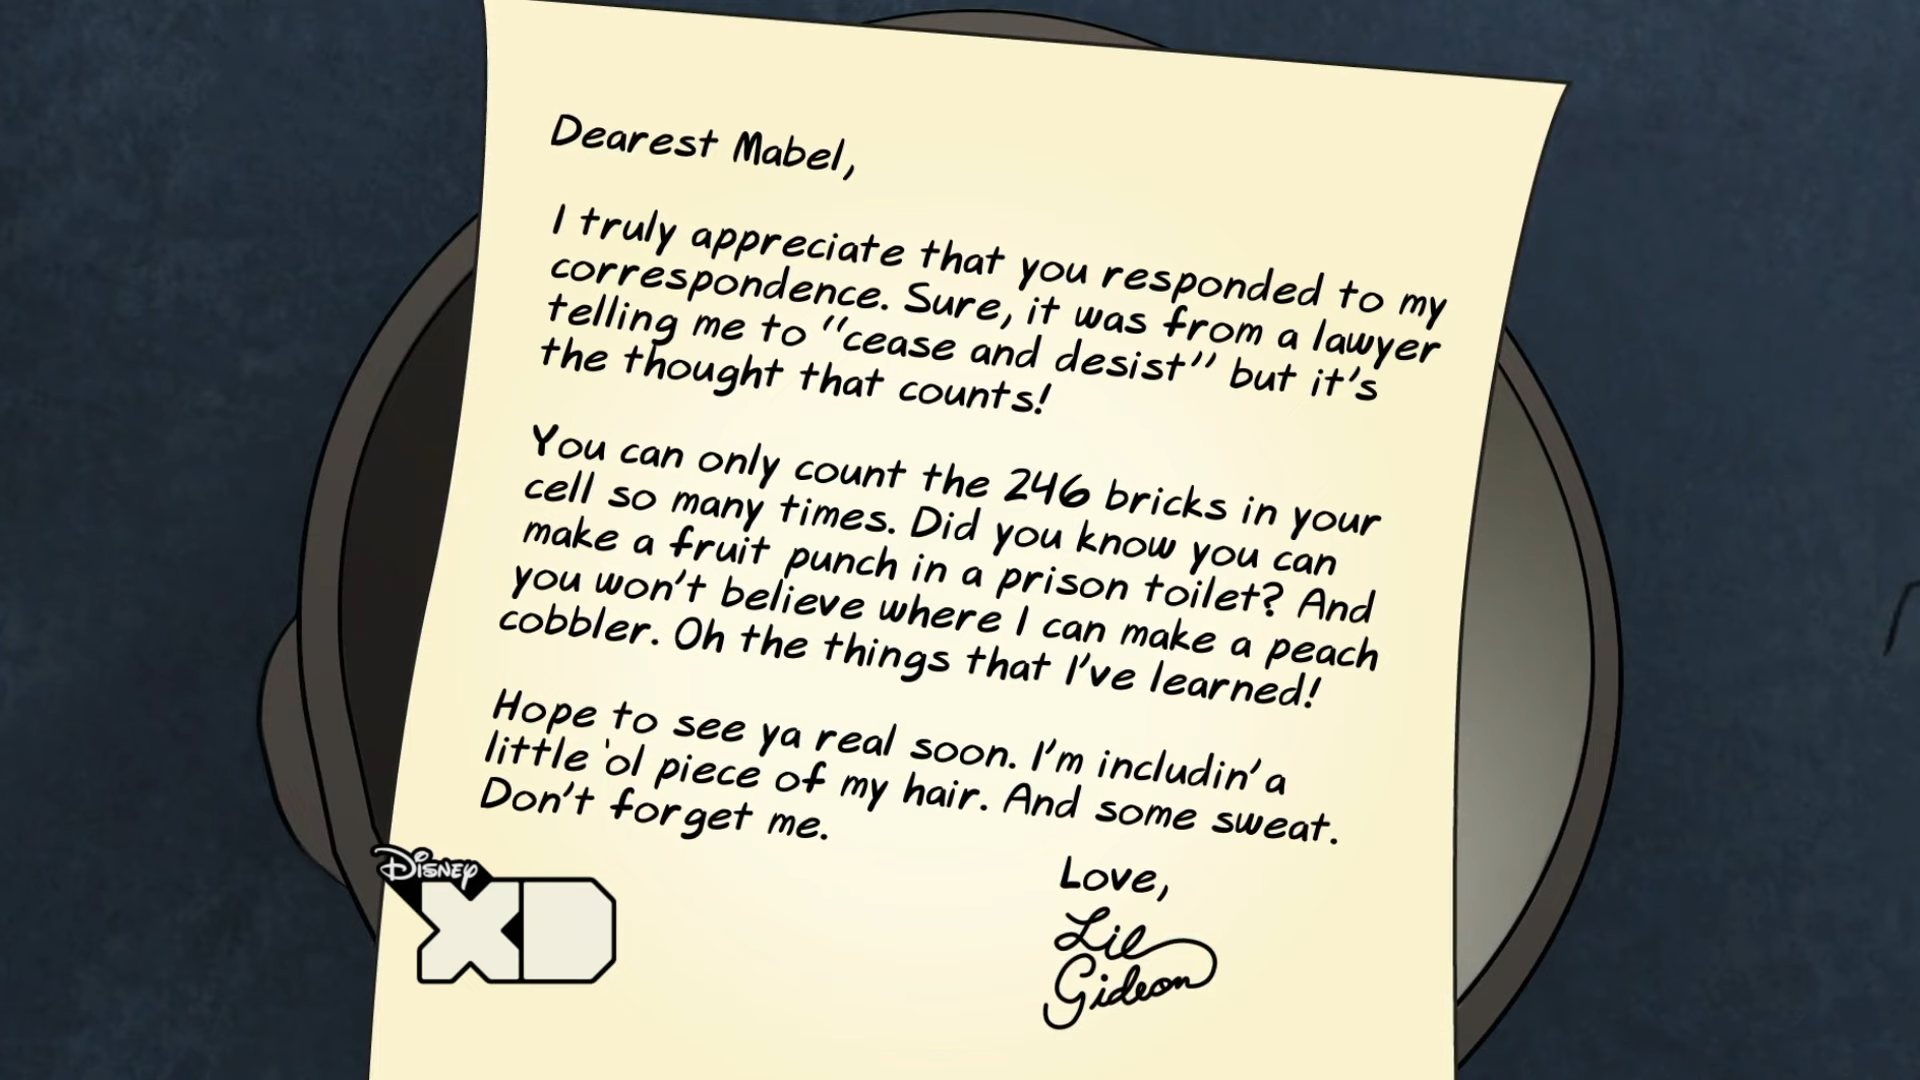 Dearest Mabel,
I truly appreciate that you responded to my
correspondence. Sure, it was from a lawyer
telling me to "cease and desist" but it's
the thought that counts!
You can only count the 246 bricks in your
cell so many times. Did you know you can
make a fruit punch in a prison toilet? And
you won't believe where I can make a peach
cobbler. Oh the things that I've learned!
Hope to see ya real soon. I'm includin' a
little 'ol piece of my hair. And some sweat.
Don't forget me.
Love,
Lil
Gideon
Disney
XD